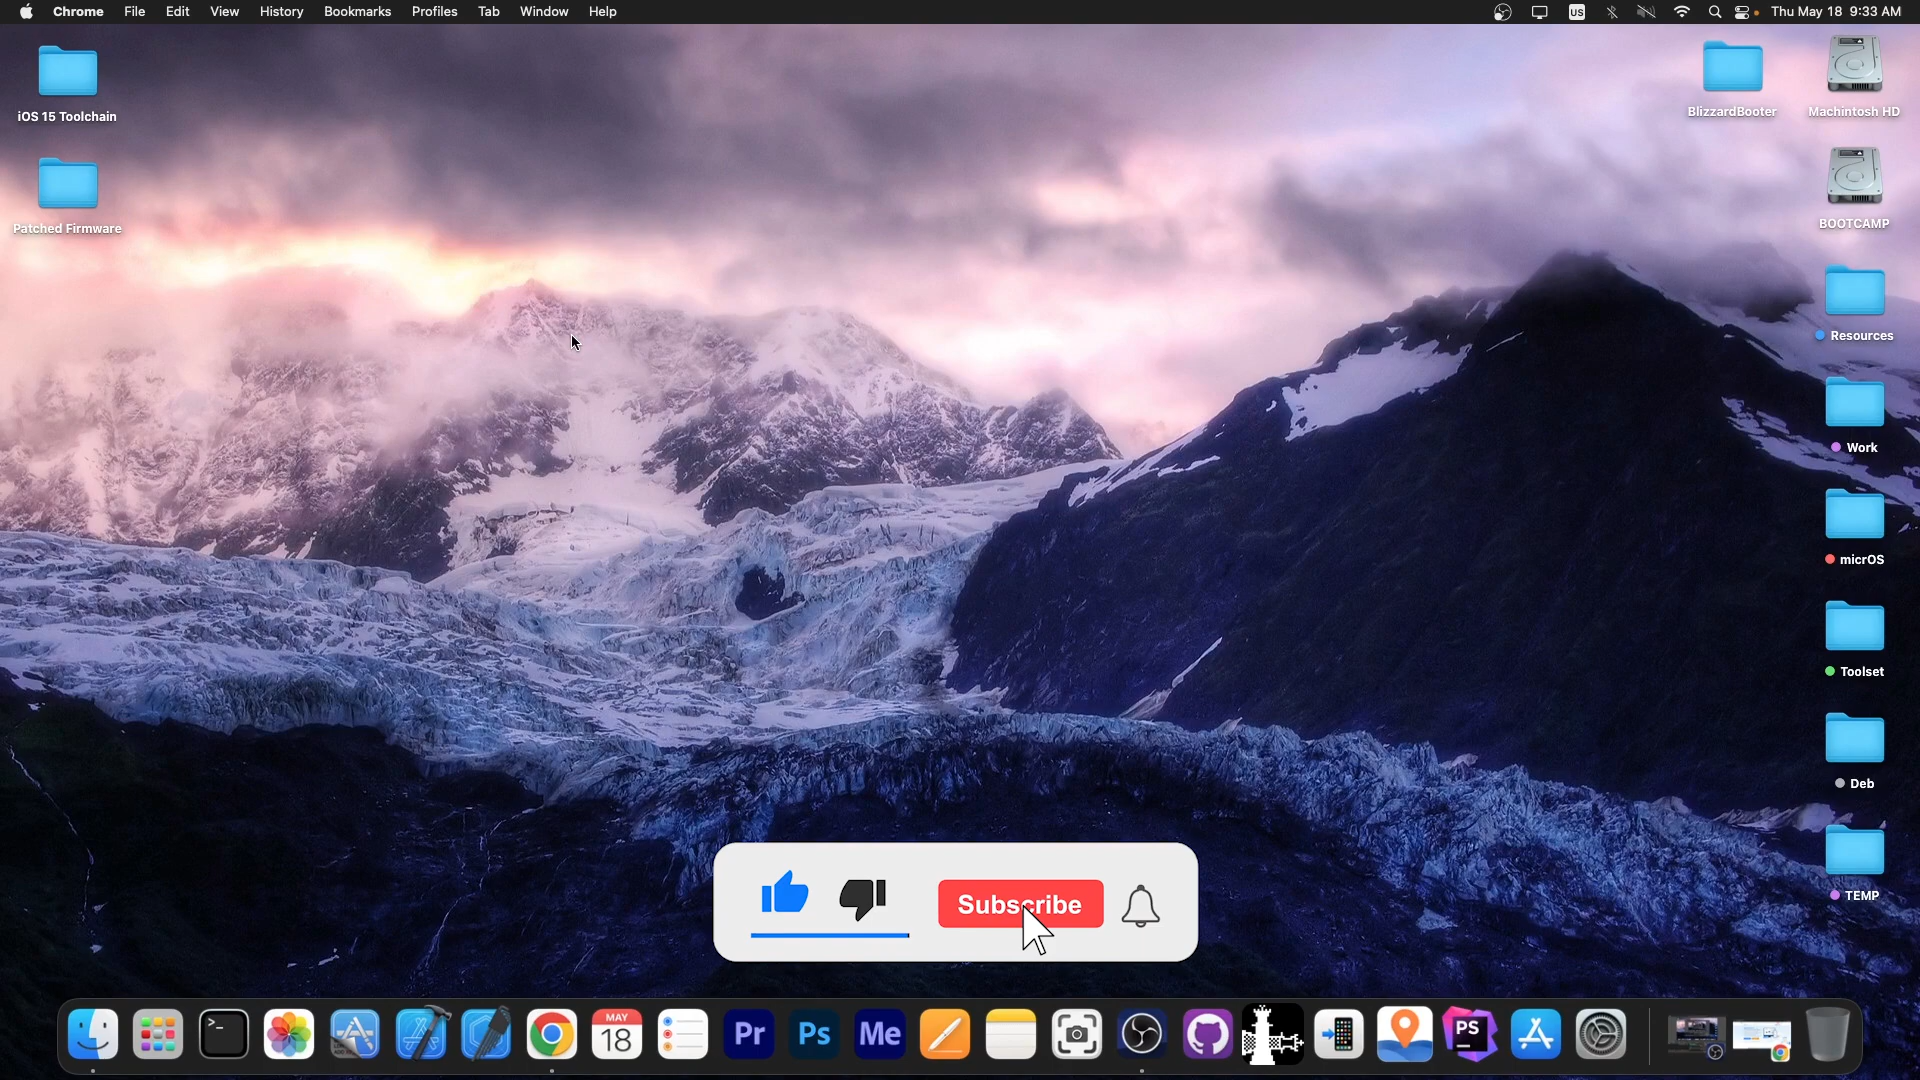 Chrome File Edit View History Bookmarks Profiles Tab Window Help US Thu May 18 9:33 AM
iOS 15 Toolchain
Patched Firmware
BlizzardBooter
Machintosh HD
BOOTCAMP
Resources
Work
micrOS
Toolset
Deb
TEMP
Subscribe
>_
MAY
18
Pr
Ps
Me
PS